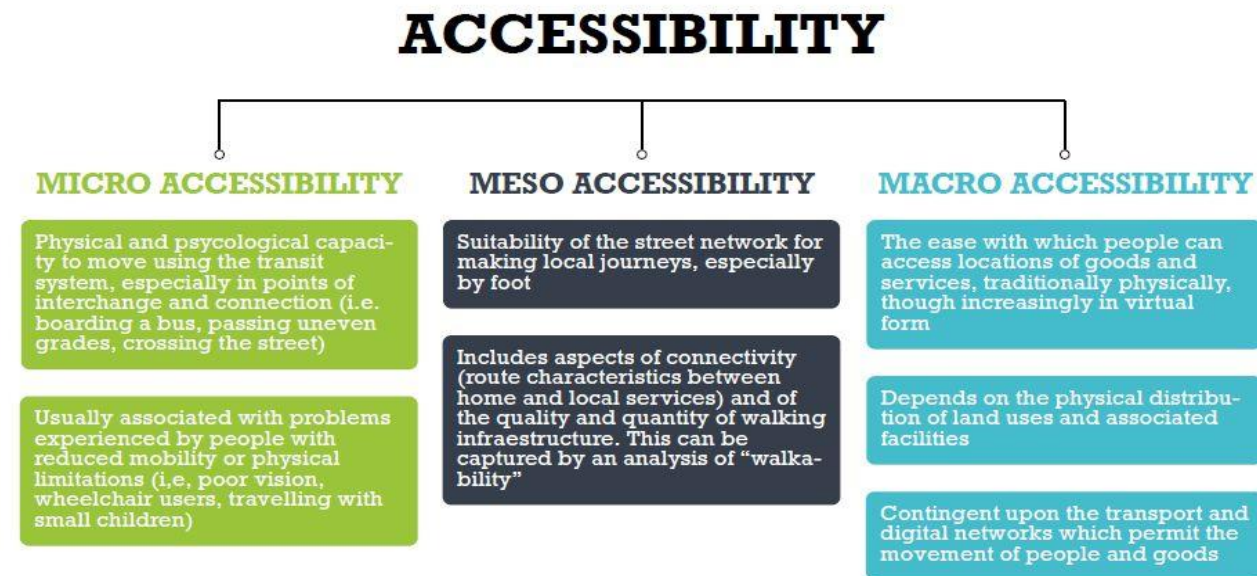 ACCESSIBILITY
MICRO ACCESSIBILITY
Physical and psycological capaci-
ty to move using the transit
system, especially in points of
interchange and connection (i.e.
boarding a bus, passing uneven
grades, crossing the street)
Usually associated with problems
experienced by people with
reduced mobility or physical
limitations (i,e, poor vision,
wheelchair users, travelling with
small children)
MESO ACCESSIBILITY
Suitability of the street network for
making local journeys, especially
by foot
Includes aspects of connectivity
(route characteristics between
home and local services) and of
the quality and quantity of walking
infraestructure. This can be
captured by an analysis of “walka-
bility”
MACRO ACCESSIBILITY
The ease with which people can
access locations of goods and
services, traditionally physically,
though increasingly in virtual
form
Depends on the physical distribu-
tion of land uses and associated
facilities
Contingent upon the transport and
digital networks which permit the
movement of people and goods